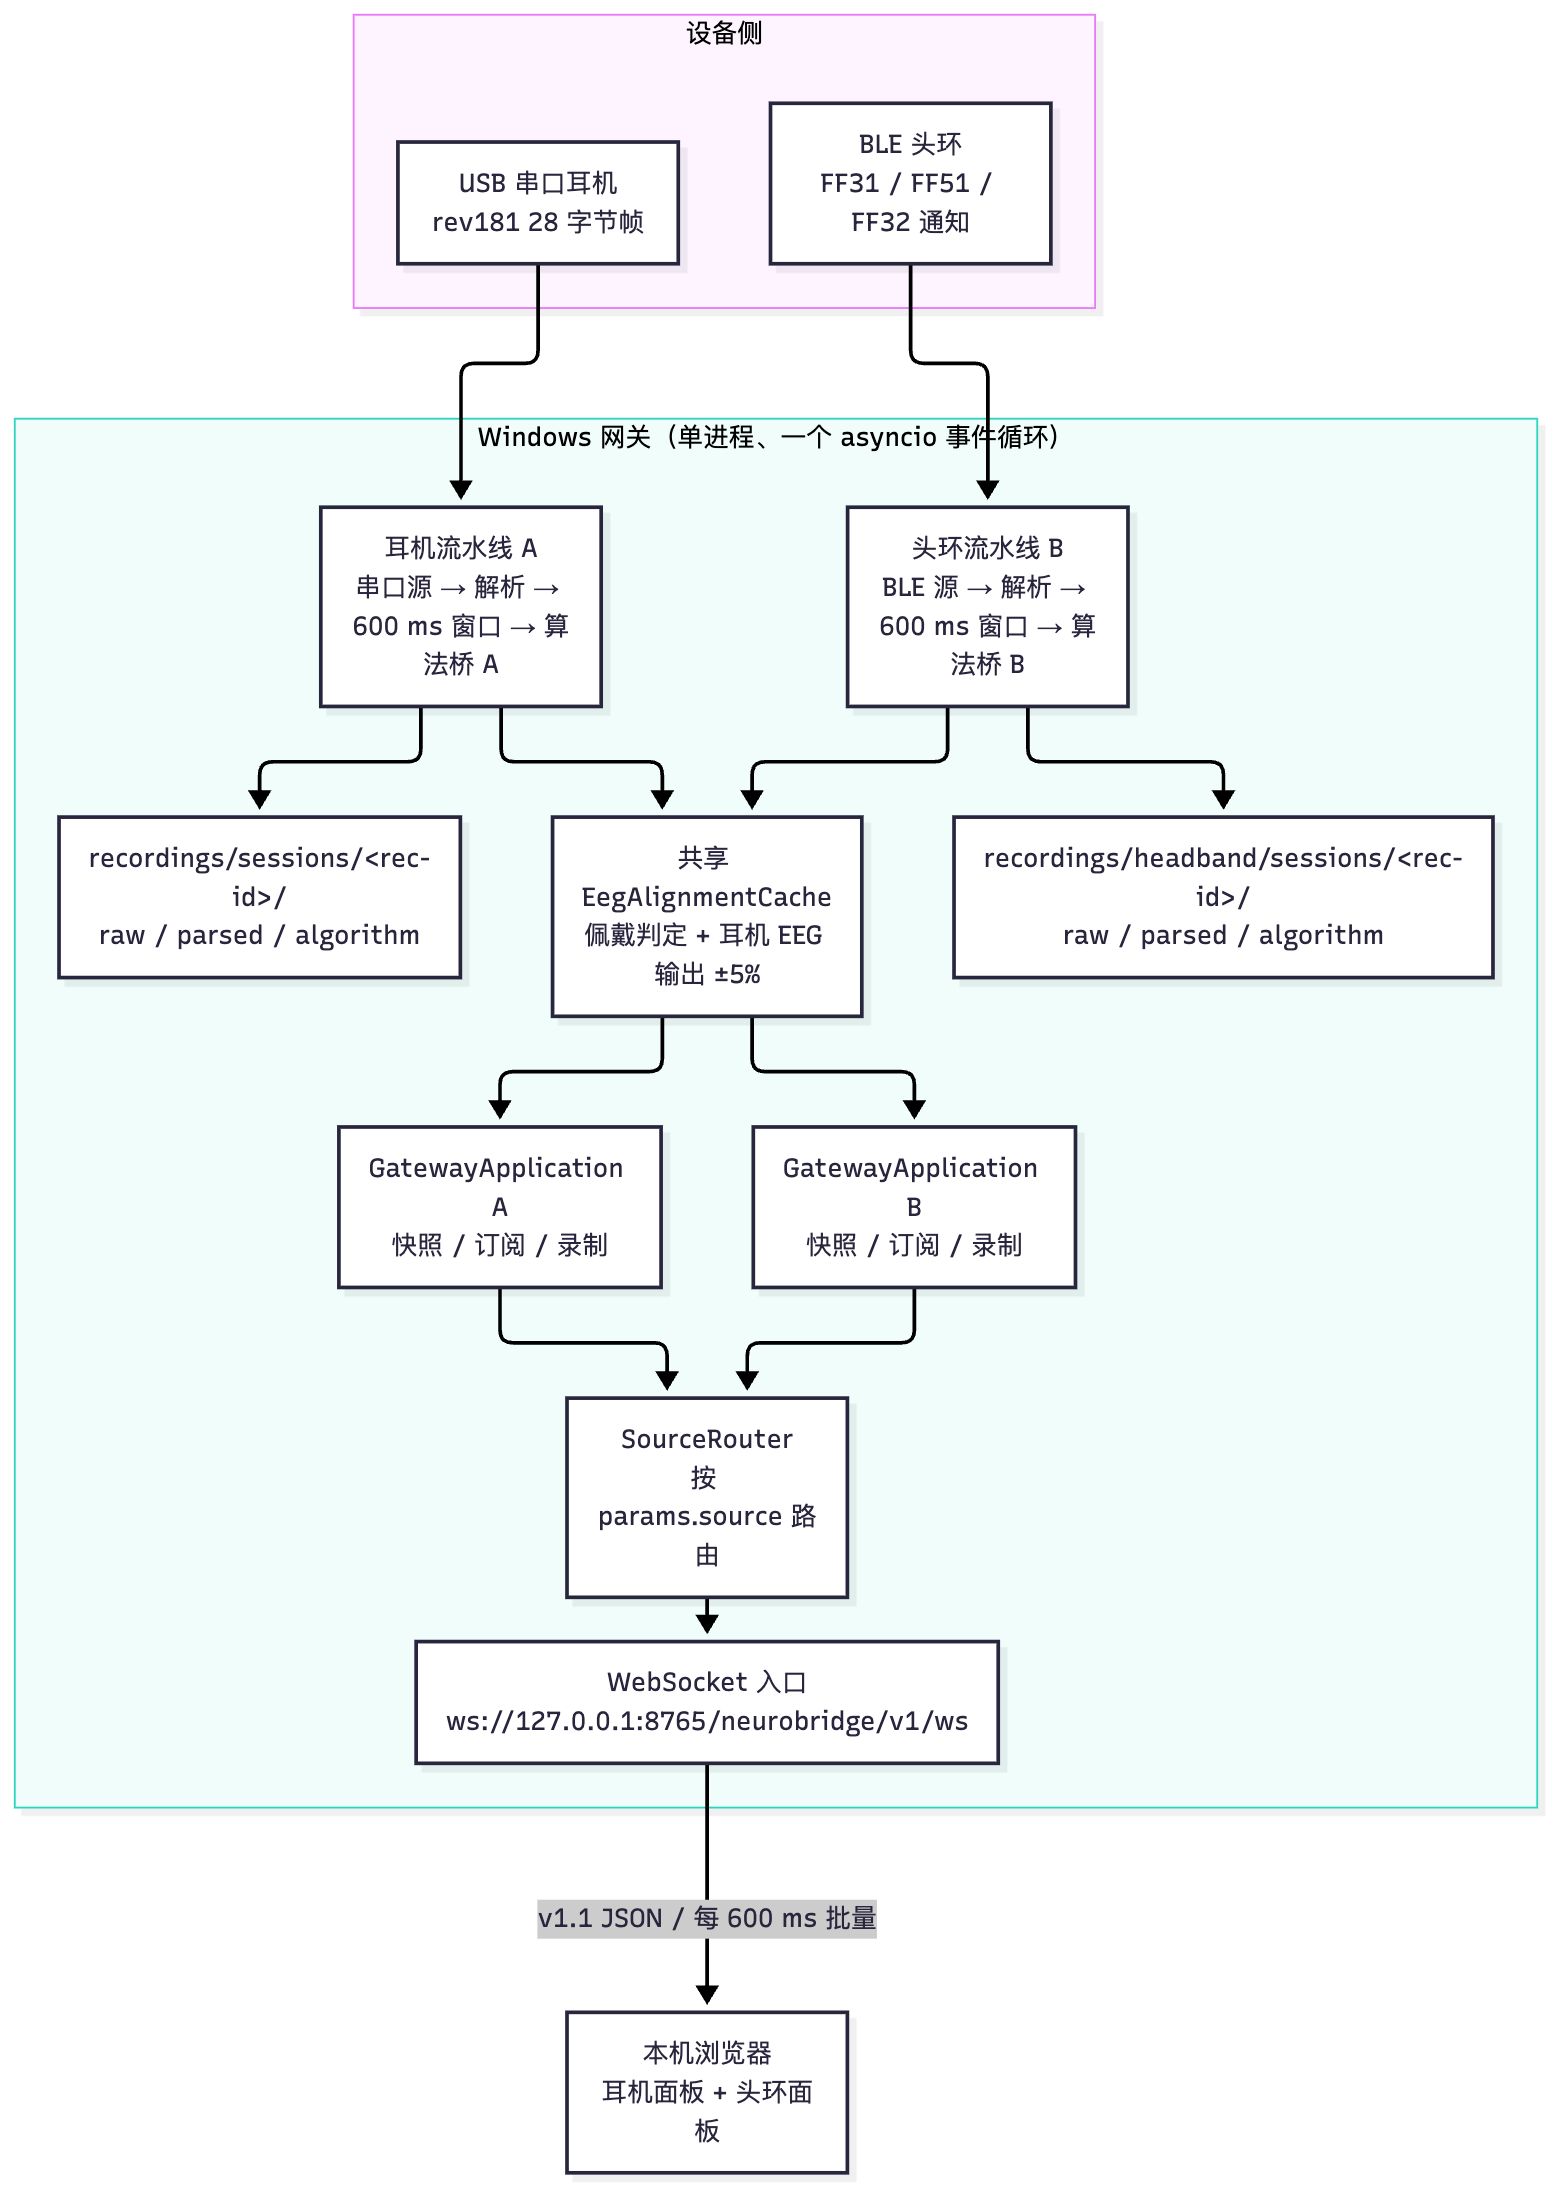 设备侧
USB 串口耳机
rev181 28 字节帧
BLE 头环
FF31 / FF51 /
FF32 通知
Windows 网关（单进程、一个 asyncio 事件循环）
耳机流水线 A
串口源 → 解析 →
600 ms 窗口 → 算
法桥 A
头环流水线 B
BLE 源 → 解析 →
600 ms 窗口 → 算
法桥 B
recordings/sessions/<rec-
id>/
raw / parsed / algorithm
共享
EegAlignmentCache
佩戴判定 + 耳机 EEG
输出 ±5%
recordings/headband/sessions/<rec-
id>/
raw / parsed / algorithm
GatewayApplication
A
快照 / 订阅 / 录制
GatewayApplication
B
快照 / 订阅 / 录制
SourceRouter
按
params.source 路
由
WebSocket 入口
ws://127.0.0.1:8765/neurobridge/v1/ws
v1.1 JSON / 每 600 ms 批量
本机浏览器
耳机面板 + 头环面
板